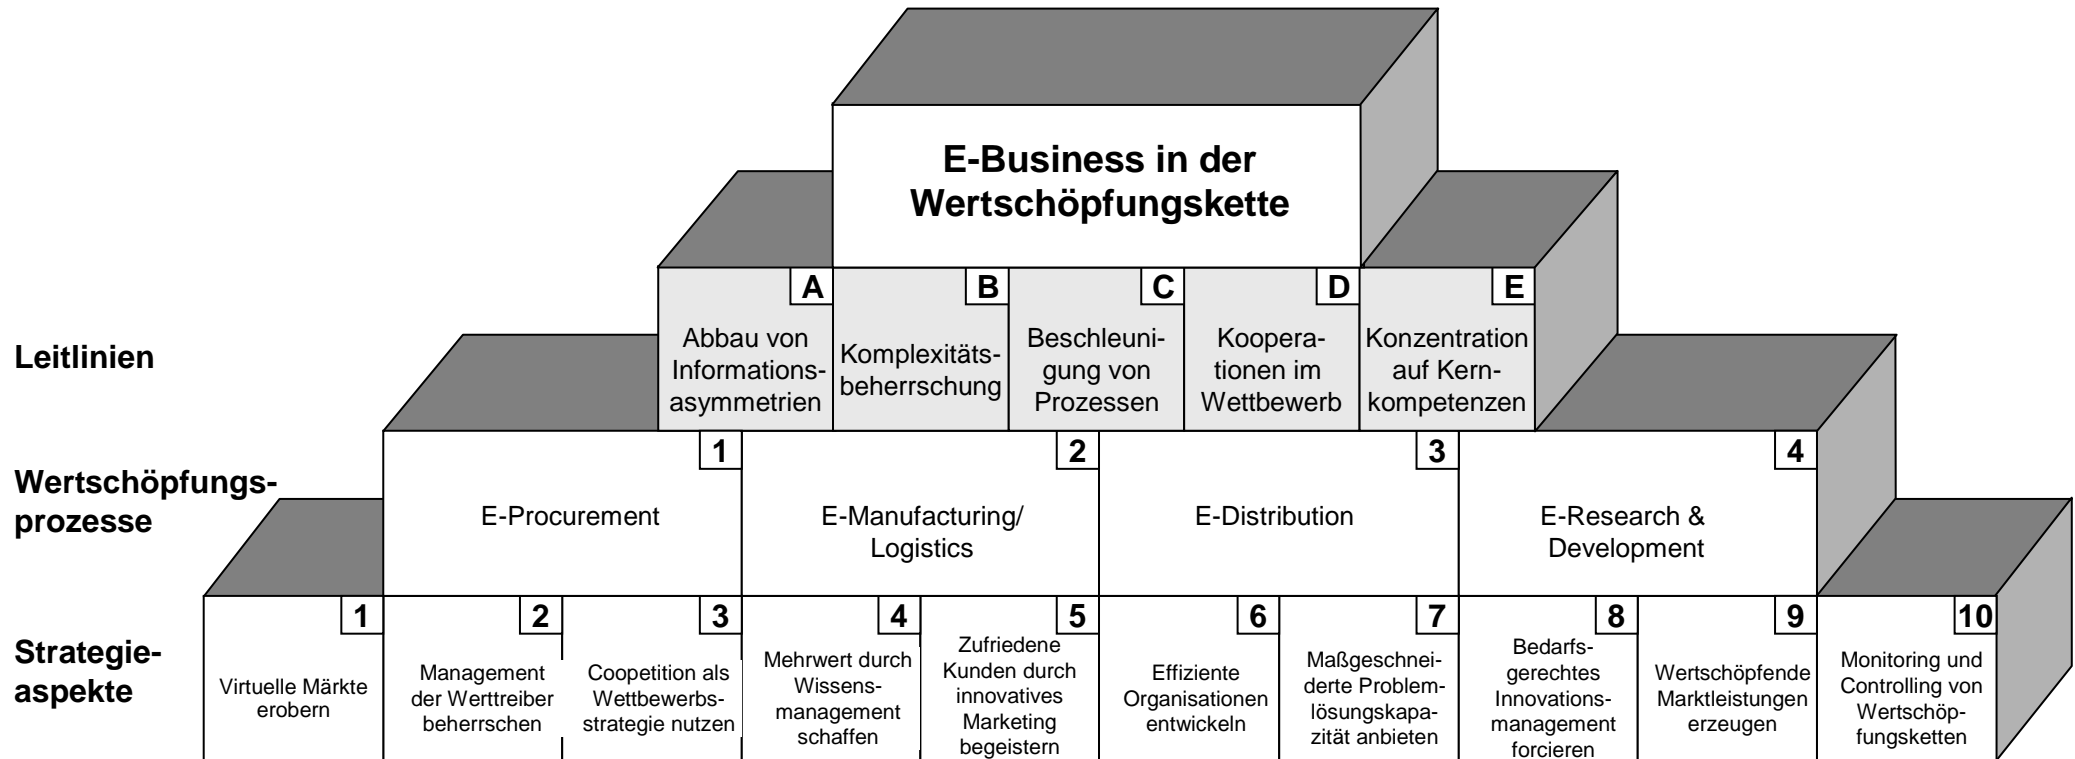 E-Business in der
Wertschöpfungskette
Leitlinien
A
Abbau von
Informations-
asymmetrien
B
Komplexitäts-
beherrschung
C
Beschleuni-
gung von
Prozessen
D
Koopera-
tionen im
Wettbewerb
E
Konzentration
auf Kern-
kompetenzen
Wertschöpfungs-
prozesse
1
E-Procurement
2
E-Manufacturing/
Logistics
3
E-Distribution
4
E-Research &
Development
Strategie-
aspekte
1
Virtuelle Märkte
erobern
2
Management
der Werttreiber
beherrschen
3
Coopetition als
Wettbewerbs-
strategie nutzen
4
Mehrwert durch
Wissens-
management
schaffen
5
Zufriedene
Kunden durch
innovatives
Marketing
begeistern
6
Effiziente
Organisationen
entwickeln
7
Maßgeschnei-
derte Problem-
lösungskapa-
zität anbieten
8
Bedarfs-
gerechtes
Innovations-
management
forcieren
9
Wertschöpfende
Marktleistungen
erzeugen
10
Monitoring und
Controlling von
Wertschöp-
fungsketten